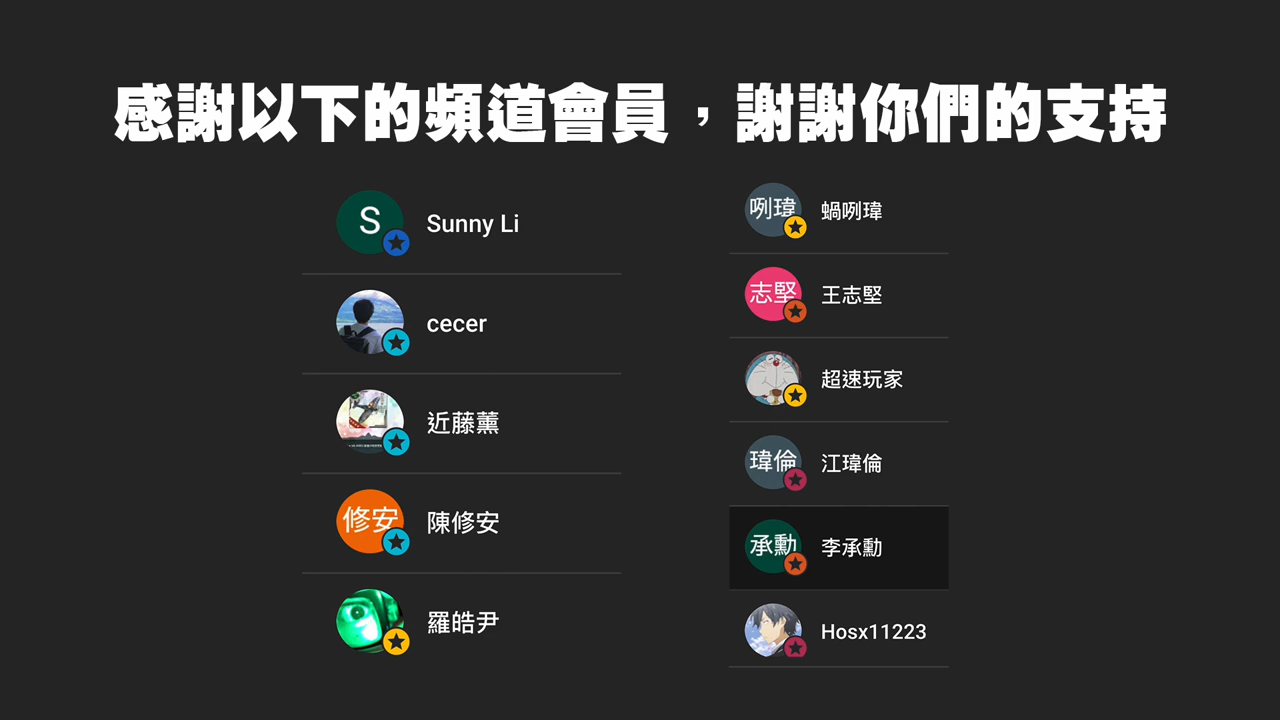 感謝以下的頻道會員，謝謝你們的支持
S
Sunny Li
cecer
近藤薰
修安
陳修安
羅皓尹
咧瑋
蝸咧瑋
志堅
王志堅
超速玩家
瑋倫
江瑋倫
承勳
李承勳
Hosx11223